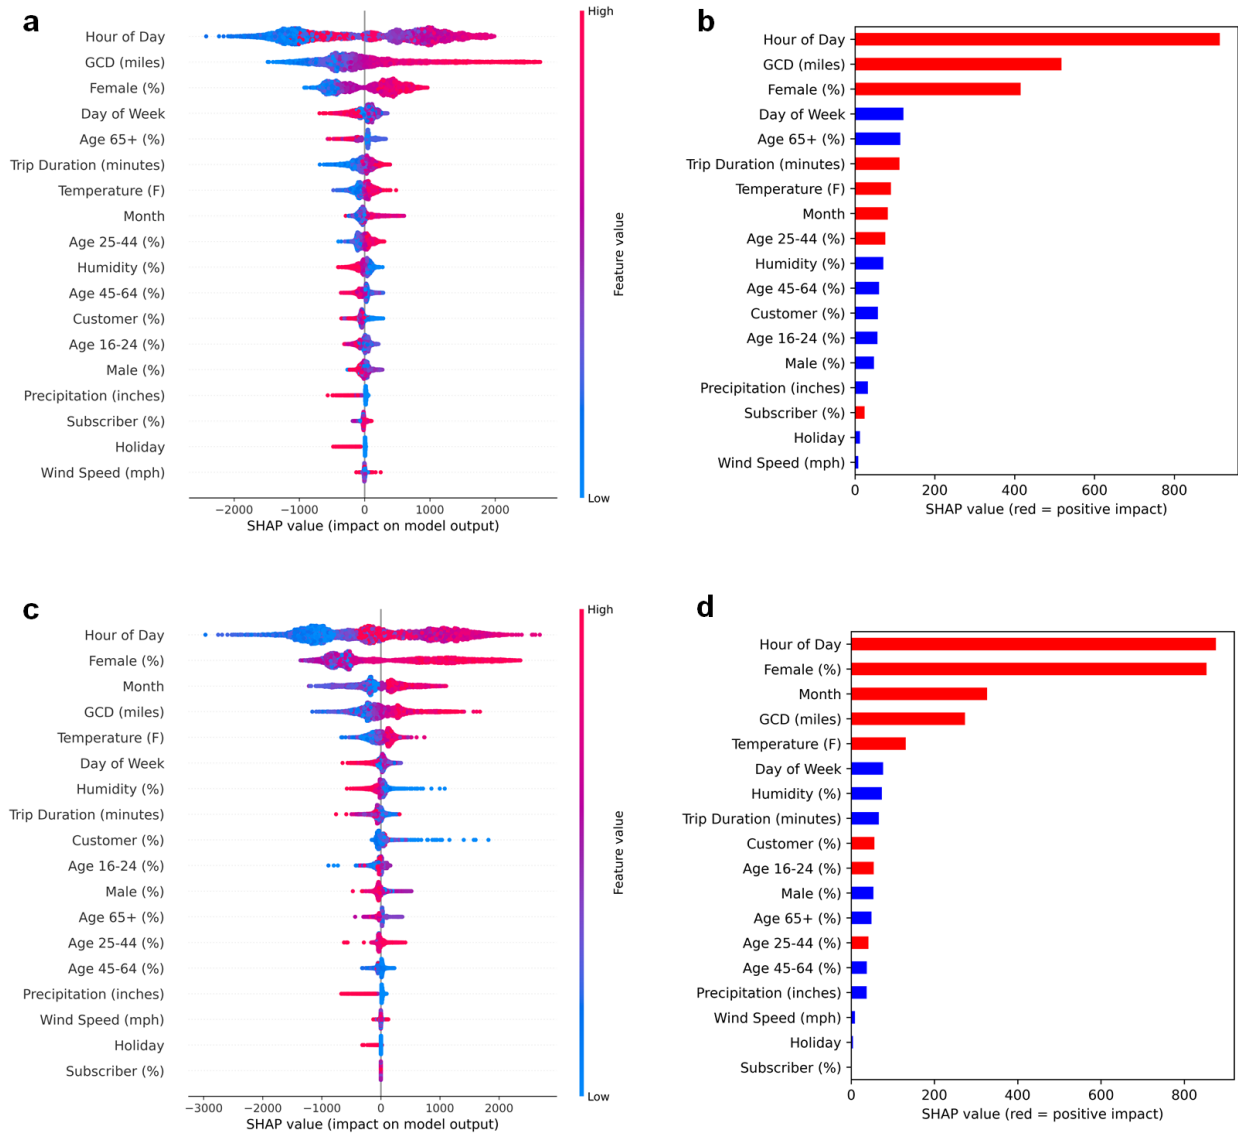 a
Hour of Day
GCD (miles)
Female (%)
Day of Week
Age 65+ (%)
Trip Duration (minutes)
Temperature (F)
Month
Age 25-44 (%)
Humidity (%)
Age 45-64 (%)
Customer (%)
Age 16-24 (%)
Male (%)
Precipitation (inches)
Subscriber (%)
Holiday
Wind Speed (mph)
−2000 −1000 0 1000 2000
SHAP value (impact on model output)
High
Feature value
Low
b
Hour of Day
GCD (miles)
Female (%)
Day of Week
Age 65+ (%)
Trip Duration (minutes)
Temperature (F)
Month
Age 25-44 (%)
Humidity (%)
Age 45-64 (%)
Customer (%)
Age 16-24 (%)
Male (%)
Precipitation (inches)
Subscriber (%)
Holiday
Wind Speed (mph)
0 200 400 600 800
SHAP value (red = positive impact)
c
Hour of Day
Female (%)
Month
GCD (miles)
Temperature (F)
Day of Week
Humidity (%)
Trip Duration (minutes)
Customer (%)
Age 16-24 (%)
Male (%)
Age 65+ (%)
Age 25-44 (%)
Age 45-64 (%)
Precipitation (inches)
Wind Speed (mph)
Holiday
Subscriber (%)
−3000 −2000 −1000 0 1000 2000
SHAP value (impact on model output)
High
Feature value
Low
d
Hour of Day
Female (%)
Month
GCD (miles)
Temperature (F)
Day of Week
Humidity (%)
Trip Duration (minutes)
Customer (%)
Age 16-24 (%)
Male (%)
Age 65+ (%)
Age 25-44 (%)
Age 45-64 (%)
Precipitation (inches)
Wind Speed (mph)
Holiday
Subscriber (%)
0 200 400 600 800
SHAP value (red = positive impact)